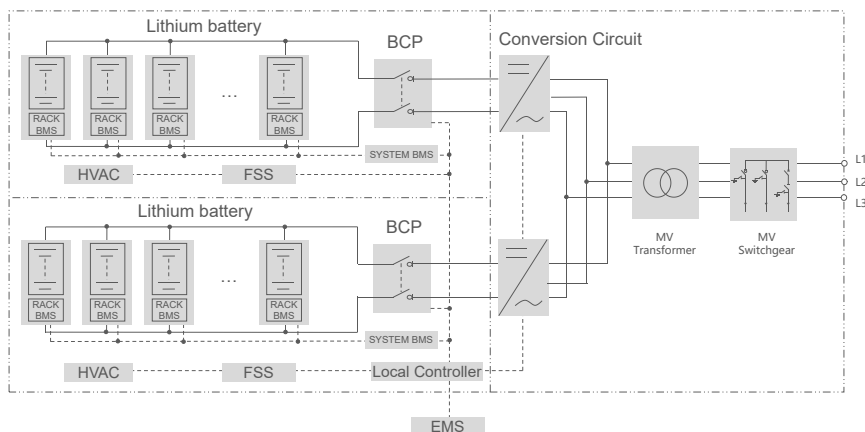 Lithium battery
BCP
Conversion Circuit
RACK
BMS
RACK
BMS
RACK
BMS
...
RACK
BMS
SYSTEM BMS
HVAC
FSS
L1
L2
L3
MV
Transformer
MV
Switchgear
Lithium battery
BCP
RACK
BMS
RACK
BMS
RACK
BMS
...
RACK
BMS
SYSTEM BMS
HVAC
FSS
Local Controller
EMS